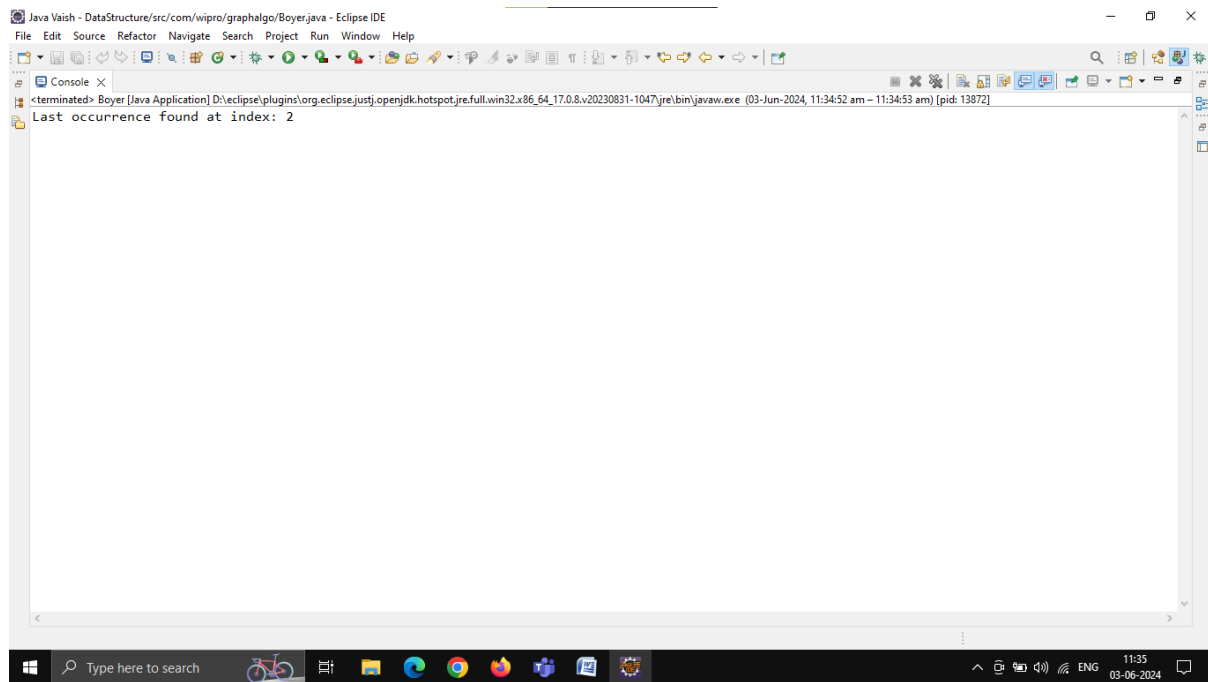 Java Vaish - DataStructure/src/com/wipro/graphalgo/Boyer.java - Eclipse IDE
File Edit Source Refactor Navigate Search Project Run Window Help
Console
<terminated> Boyer [Java Application] D:\eclipse\plugins\org.eclipse.justj.openjdk.hotspot.jre.full.win32.x86_64_17.0.8.v20230831-1047\jre\bin\javaw.exe (03-Jun-2024, 11:34:52 am – 11:34:53 am) [pid: 13872]
Last occurrence found at index: 2
Type here to search
ENG
11:35
03-06-2024